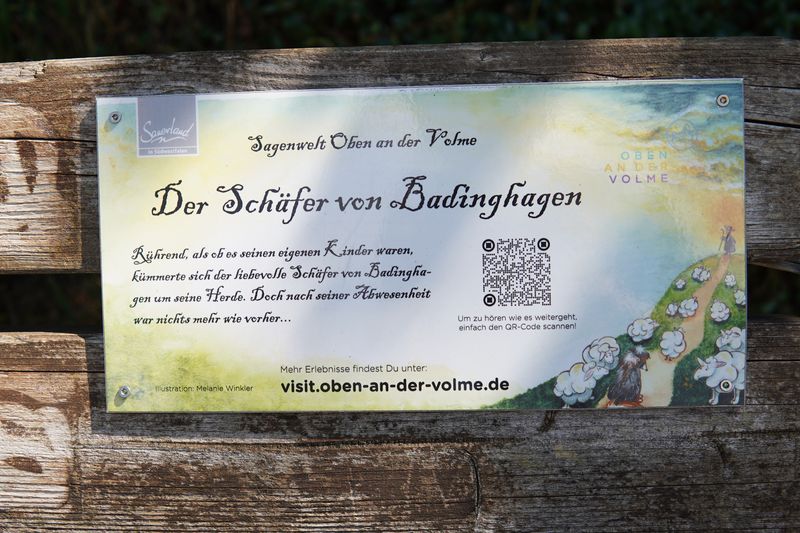 Sauerland
in Südwestfalen
Sagenwelt Oben an der Volme
OBEN
AN DER
VOLME
Der Schäfer von Badinghagen
Rührend, als ob es seinen eigenen Kinder waren,
kümmerte sich der liebevolle Schäfer von Badingha-
gen um seine Herde. Doch nach seiner Abwesenheit
war nichts mehr wie vorher...
Um zu hören wie es weitergeht,
einfach den QR-Code scannen!
Mehr Erlebnisse findest Du unter:
visit.oben-an-der-volme.de
Illustration: Melanie Winkler